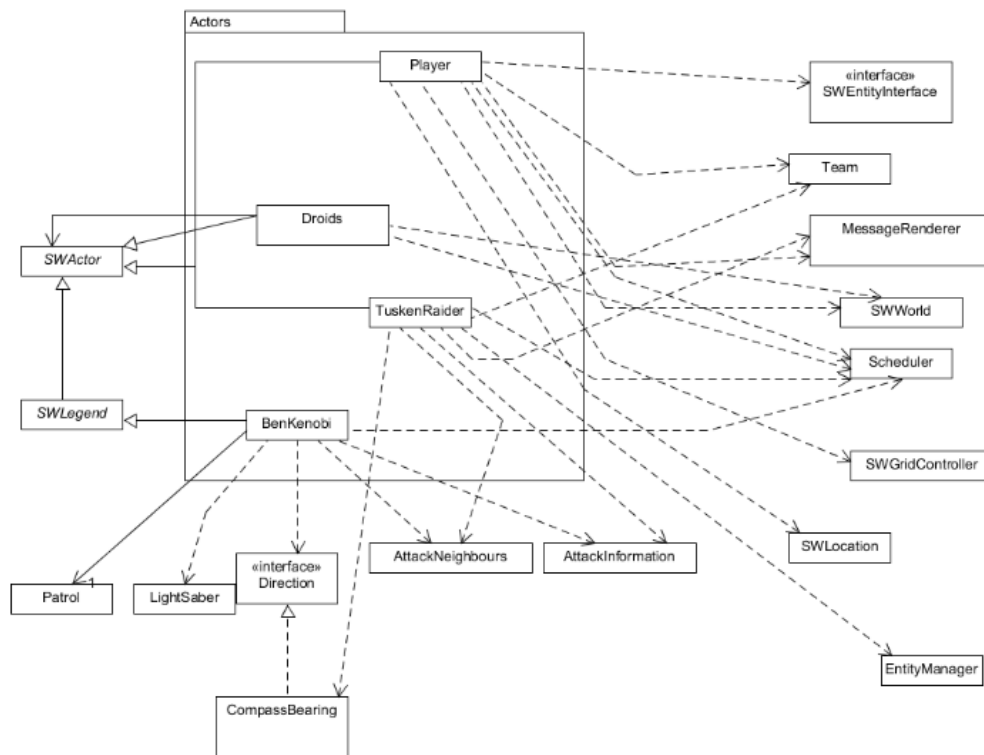 Actors
Player
«interface»
SWEntityInterface
Team
Droids
MessageRenderer
SWActor
TuskenRaider
SWWorld
Scheduler
SWLegend
BenKenobi
SWGridController
AttackNeighbours
AttackInformation
SWLocation
«interface»
Direction
1
Patrol
LightSaber
EntityManager
CompassBearing